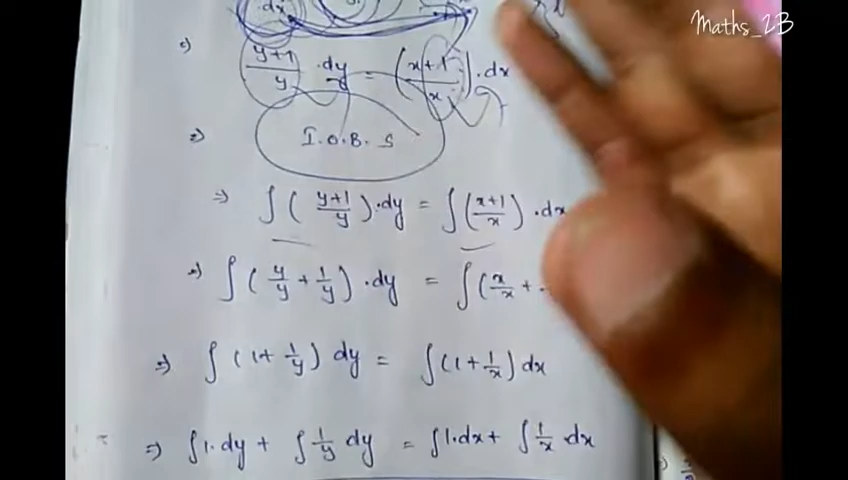 Maths_2B
dx
⇒ y+1/y · dy = (x+1/x) · dx
⇒ I.O.B.S
⇒ ∫ (y+1/y) · dy = ∫ (x+1/x) · dx
⇒ ∫ (y/y + 1/y) · dy = ∫ (x/x +
⇒ ∫ (1+ 1/y) dy = ∫ (1+ 1/x) dx
⇒ ∫ 1·dy + ∫ 1/y dy = ∫ 1·dx + ∫ 1/x dx